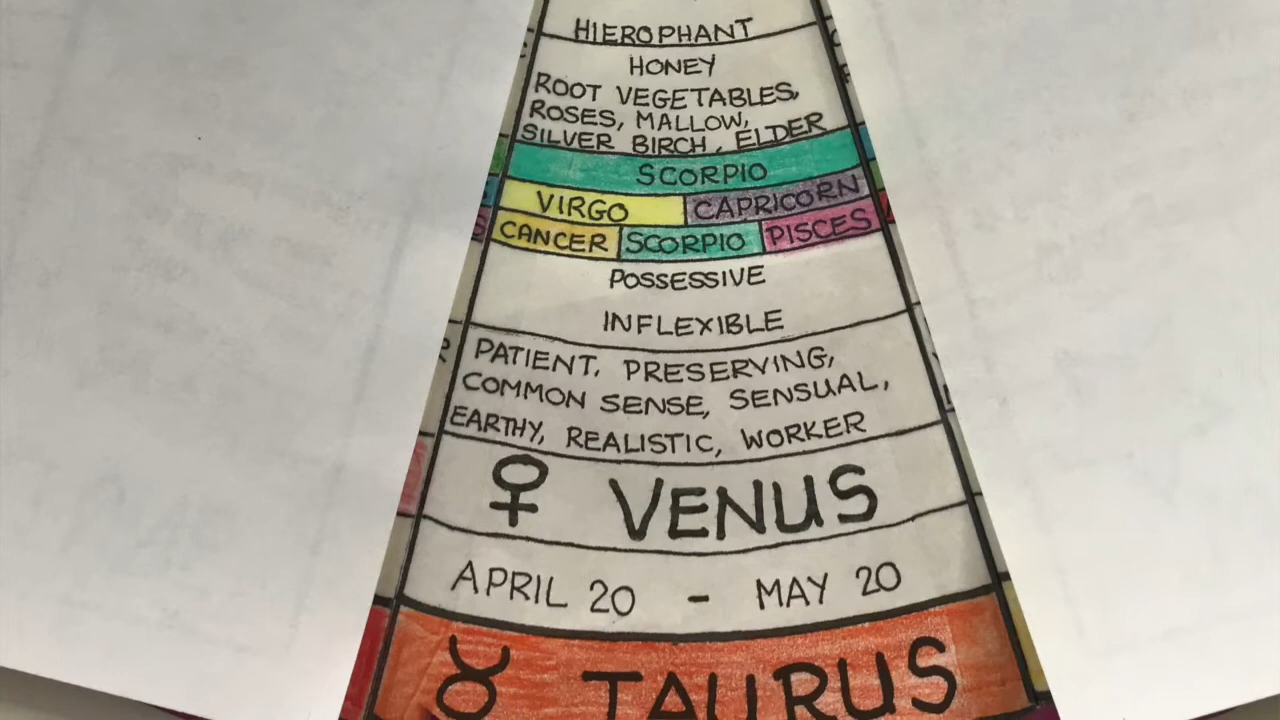 HIEROPHANT
HONEY
ROOT VEGETABLES,
ROSES, MALLOW,
SILVER BIRCH, ELDER
SCORPIO
VIRGO CAPRICORN
CANCER SCORPIO PISCES
POSSESSIVE
INFLEXIBLE
PATIENT, PRESERVING,
COMMON SENSE, SENSUAL,
EARTHY, REALISTIC, WORKER
♀ VENUS
APRIL 20 - MAY 20
♉ TAURUS